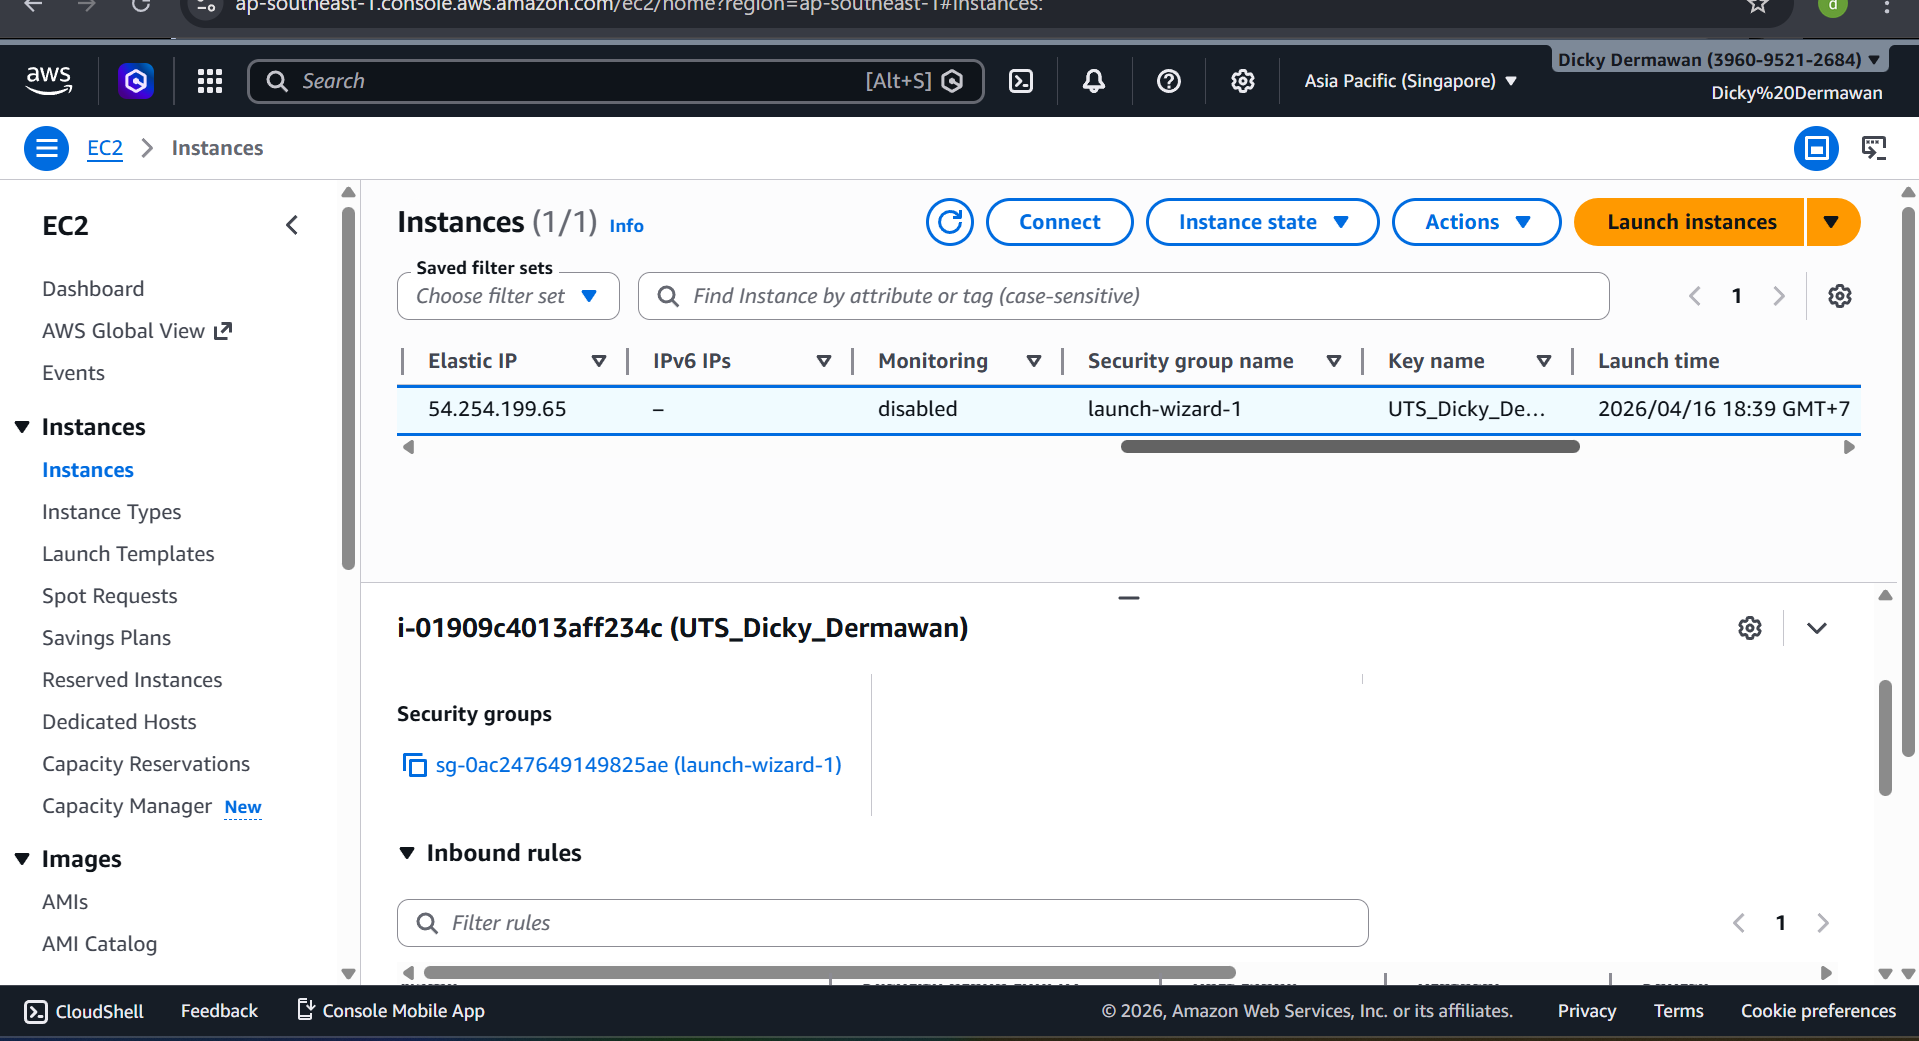 ap-southeast-1.console.aws.amazon.com/ec2/home?region=ap-southeast-1#Instances:
d
aws
Search
[Alt+S]
Asia Pacific (Singapore)
Dicky Dermawan (3960-9521-2684)
Dicky%20Dermawan
EC2
Instances
EC2
Dashboard
AWS Global View
Events
Instances
Instances
Instance Types
Launch Templates
Spot Requests
Savings Plans
Reserved Instances
Dedicated Hosts
Capacity Reservations
Capacity Manager New
Images
AMIs
AMI Catalog
Instances (1/1) Info
Connect
Instance state
Actions
Launch instances
Saved filter sets
Choose filter set
Find Instance by attribute or tag (case-sensitive)
1
Elastic IP IPv6 IPs Monitoring Security group name Key name Launch time
54.254.199.65 – disabled launch-wizard-1 UTS_Dicky_De... 2026/04/16 18:39 GMT+7
i-01909c4013aff234c (UTS_Dicky_Dermawan)
Security groups
sg-0ac247649149825ae (launch-wizard-1)
Inbound rules
Filter rules
1
CloudShell
Feedback
Console Mobile App
© 2026, Amazon Web Services, Inc. or its affiliates.
Privacy
Terms
Cookie preferences